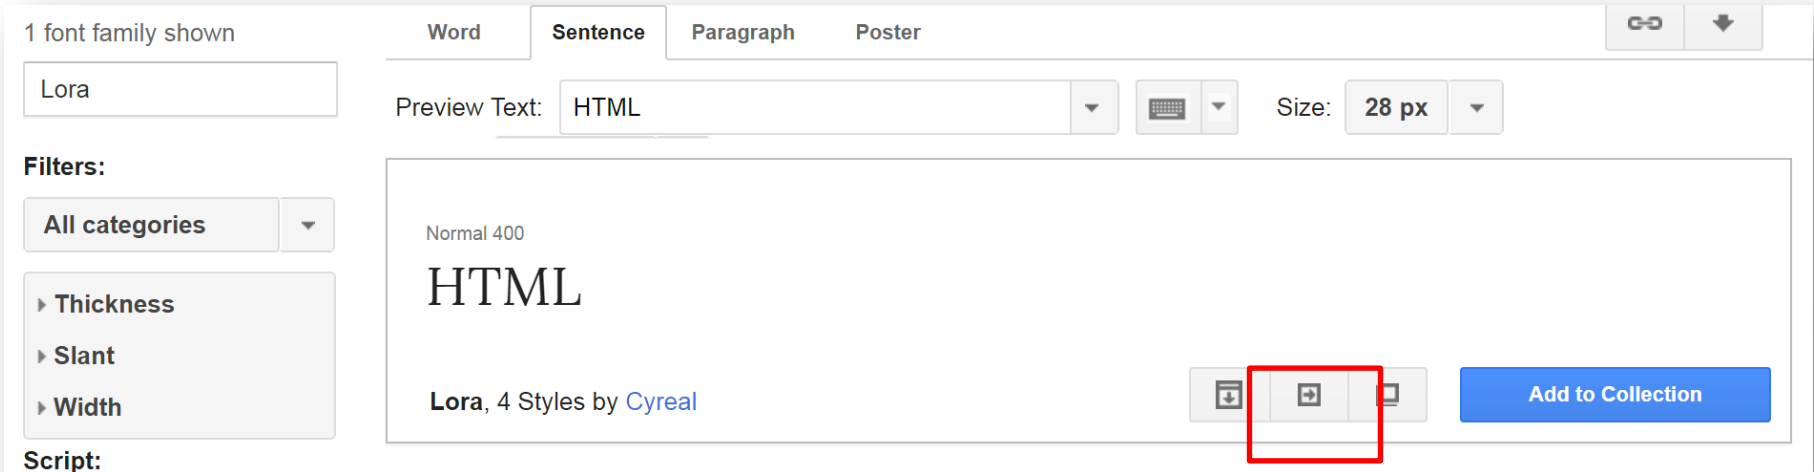 1 font family shown
Lora
Filters:
All categories
Thickness
Slant
Width
Script:
Word Sentence Paragraph Poster
Preview Text: HTML Size: 28 px
Normal 400
HTML
Lora, 4 Styles by Cyreal
Add to Collection